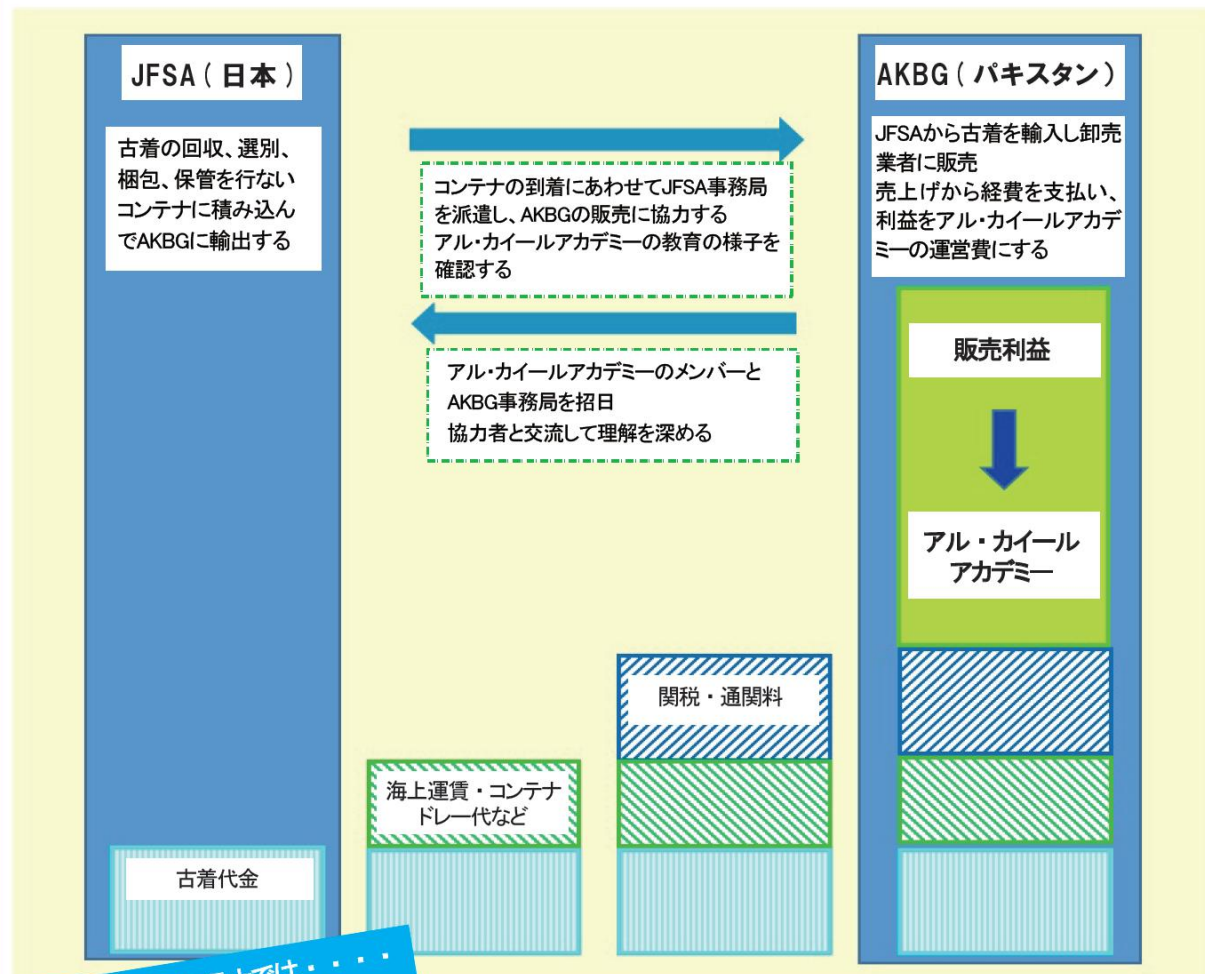 JFSA（日本）
古着の回収、選別、
梱包、保管を行ない
コンテナに積み込ん
でAKBGに輸出する
コンテナの到着にあわせてJFSA事務局
を派遣し、AKBGの販売に協力する
アル・カイールアカデミーの教育の様子を
確認する
アル・カイールアカデミーのメンバーと
AKBG事務局を招日
協力者と交流して理解を深める
AKBG（パキスタン）
JFSAから古着を輸入し卸売
業者に販売
売上げから経費を支払い、
利益をアル・カイールアカデ
ミーの運営費にする
販売利益
アル・カイール
アカデミー
関税・通関料
海上運賃・コンテナ
ドレー代など
古着代金
では・・・・